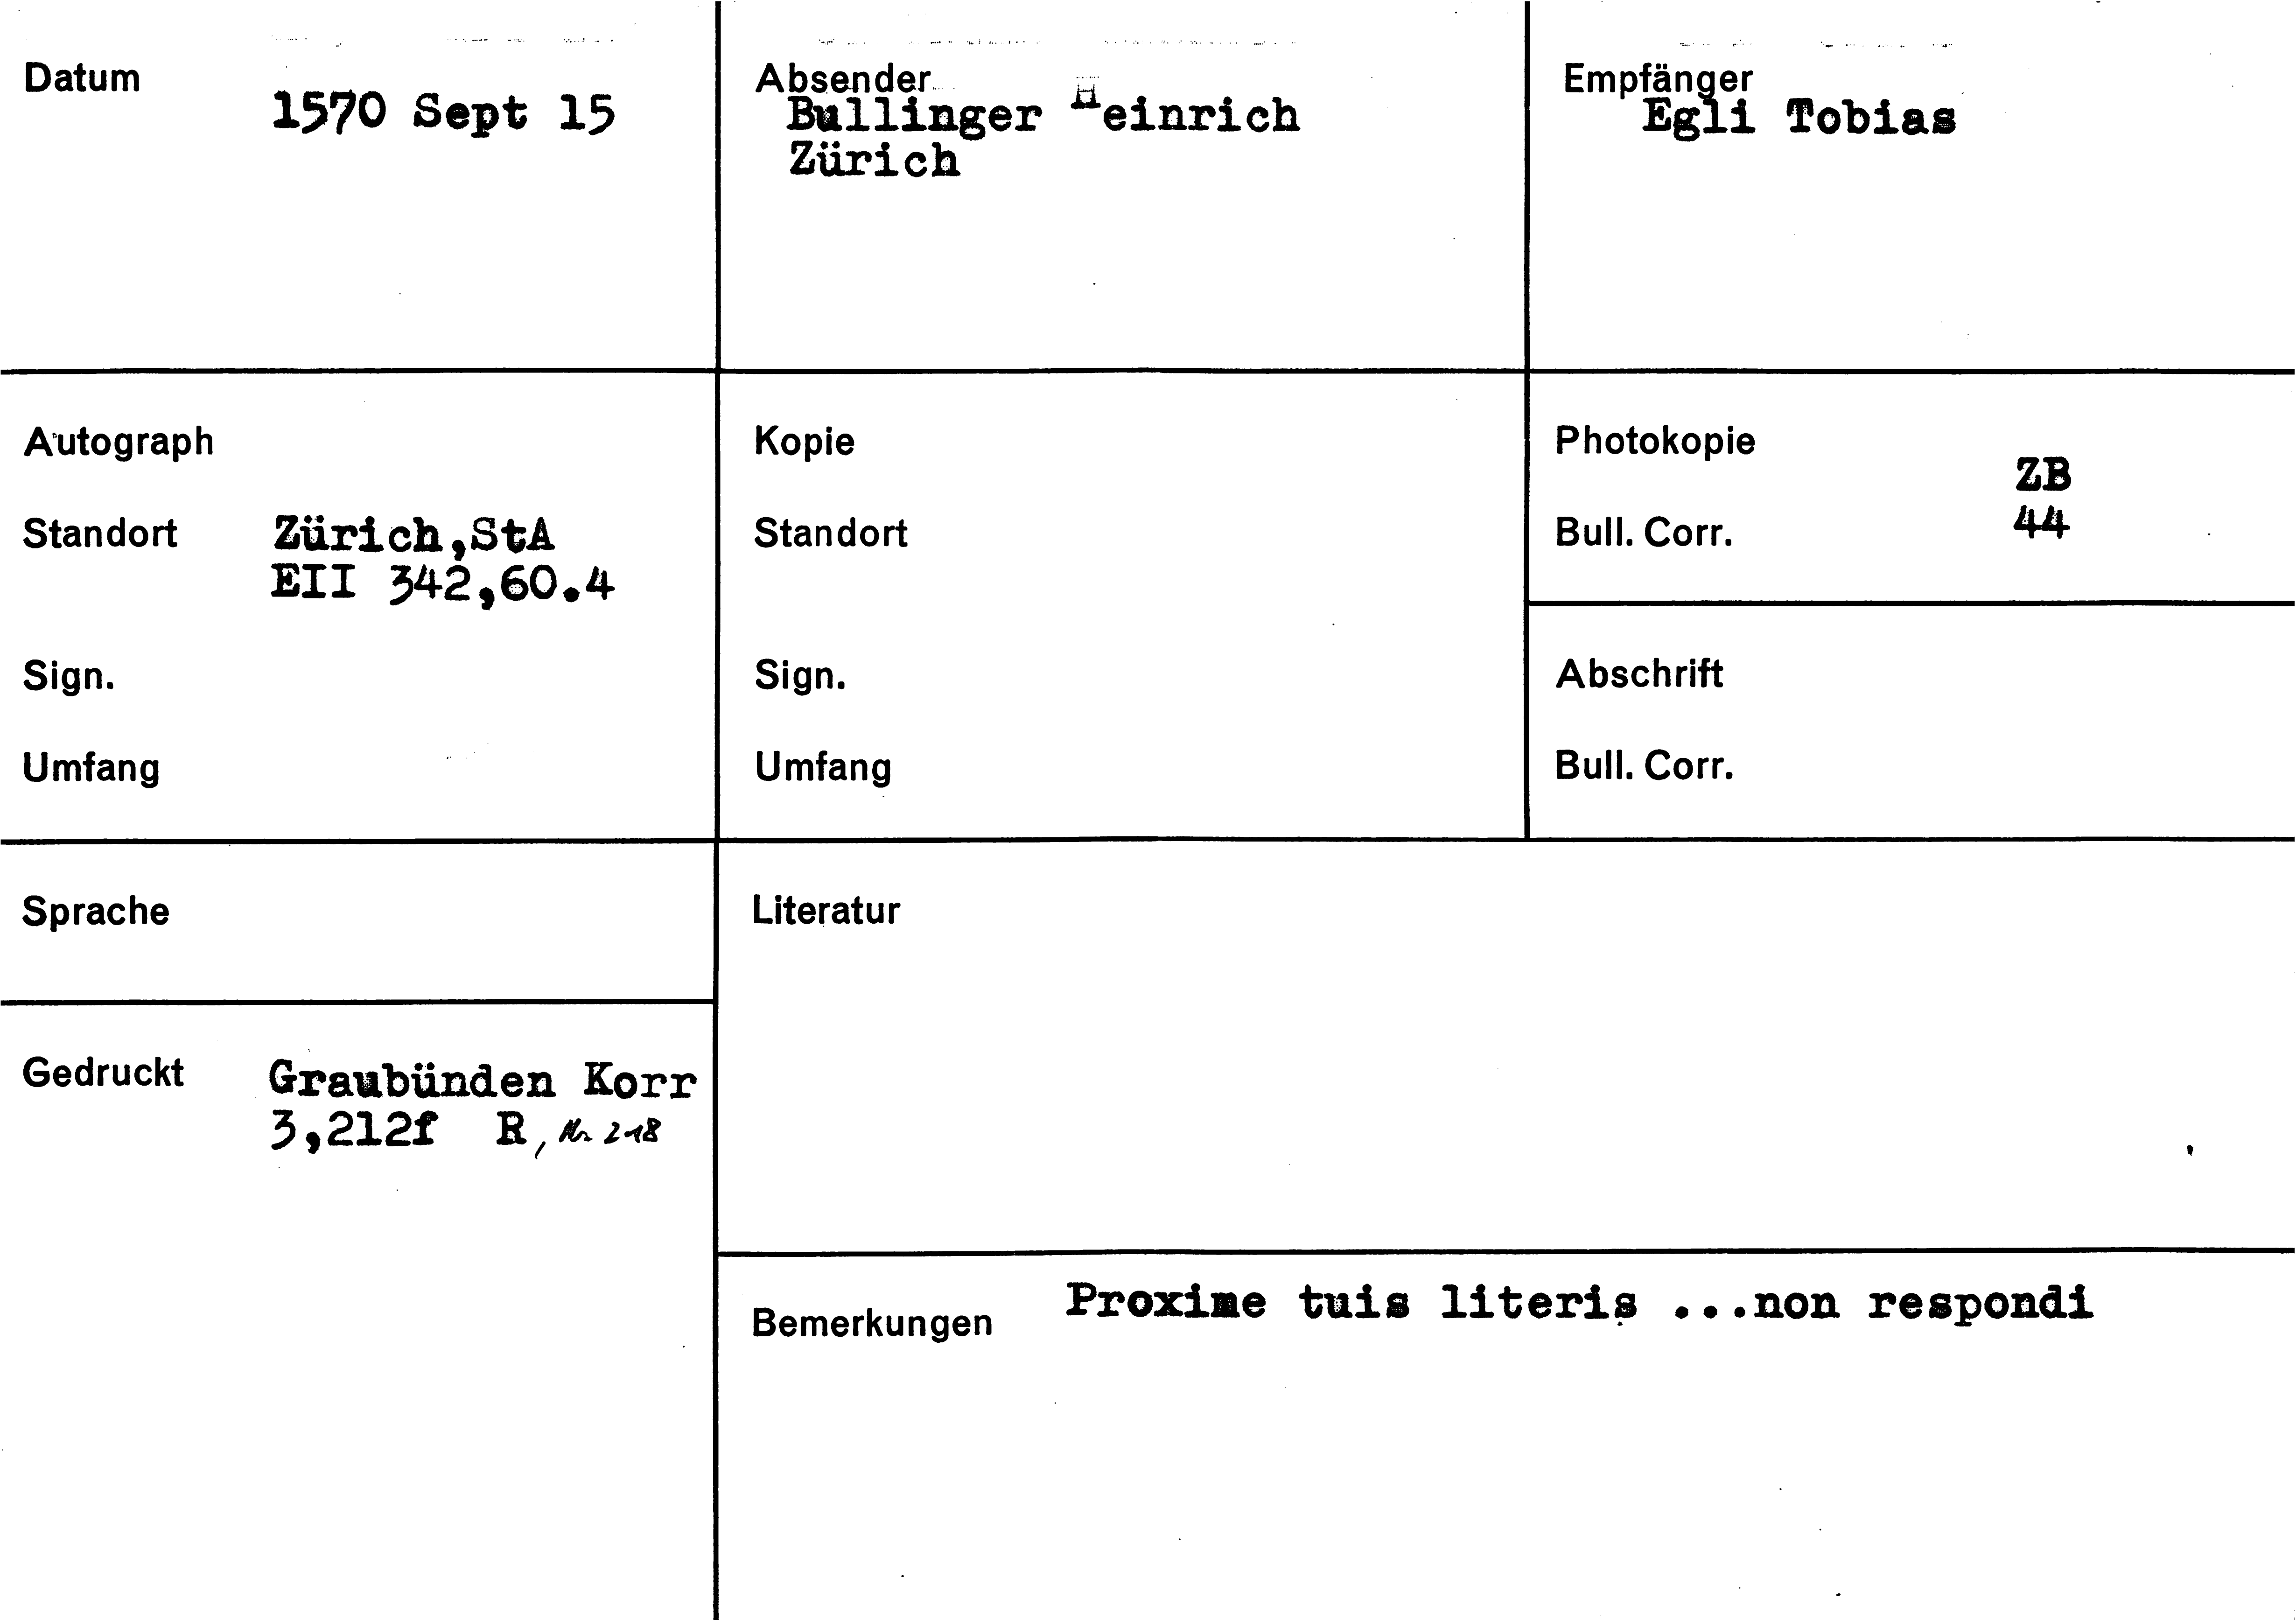 Datum
1570 Sept 15
Absender
Bullinger Heinrich
Zürich
Empfänger
Egli Tobias
Autograph
Standort Zürich,StA
EII 342,60.4
Sign.
Umfang
Kopie
Standort
Sign.
Umfang
Photokopie
ZB
Bull. Corr. 44
Abschrift
Bull. Corr.
Sprache
Literatur
Gedruckt Graubünden Korr
3,212f R, Nr 218
Bemerkungen Proxime tuis literis ...non respondi